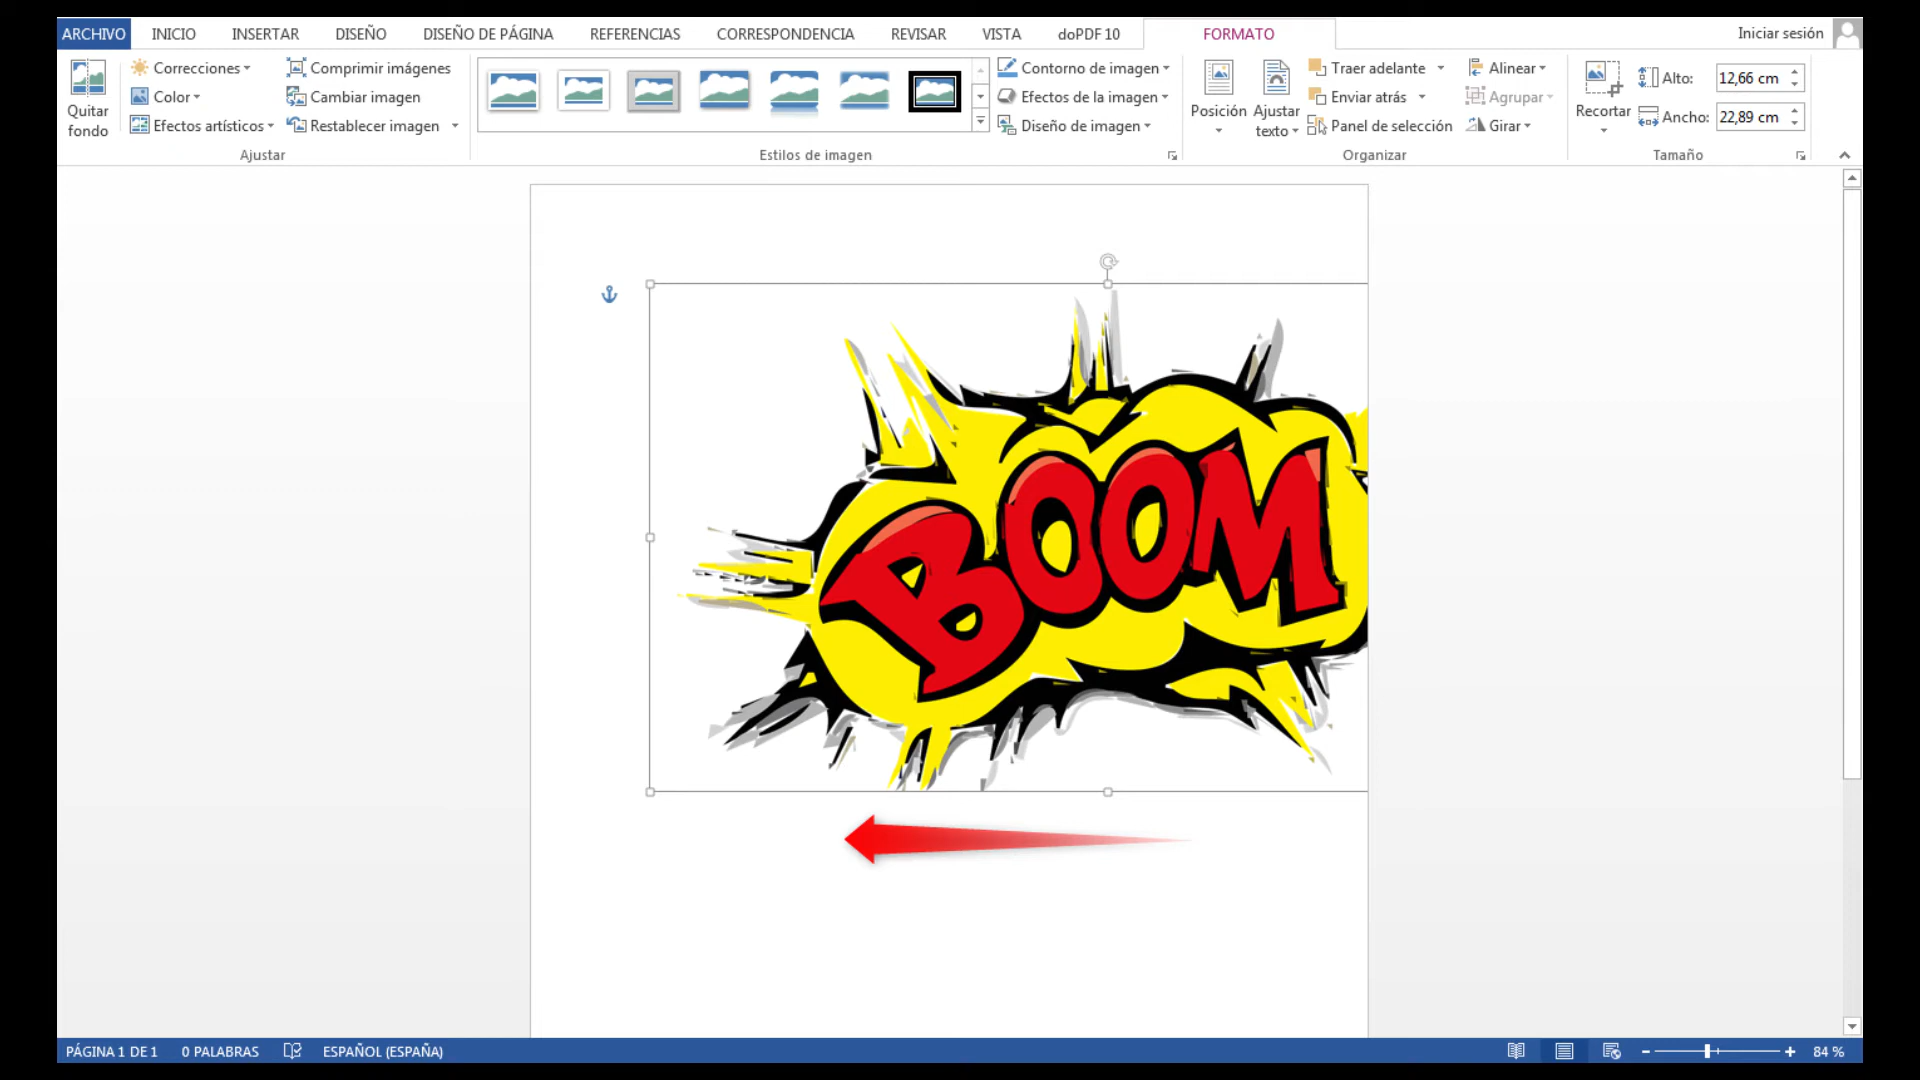 ARCHIVO INICIO INSERTAR DISEÑO DISEÑO DE PÁGINA REFERENCIAS CORRESPONDENCIA REVISAR VISTA doPDF 10 FORMATO Iniciar sesión
Quitar fondo
Correcciones
Color
Efectos artísticos
Comprimir imágenes
Cambiar imagen
Restablecer imagen
Ajustar
Estilos de imagen
Contorno de imagen
Efectos de la imagen
Diseño de imagen
Posición
Ajustar texto
Traer adelante
Enviar atrás
Panel de selección
Alinear
Agrupar
Girar
Organizar
Recortar
Alto: 12,66 cm
Ancho: 22,89 cm
Tamaño
BOOM
PÁGINA 1 DE 1 0 PALABRAS ESPAÑOL (ESPAÑA) 84 %